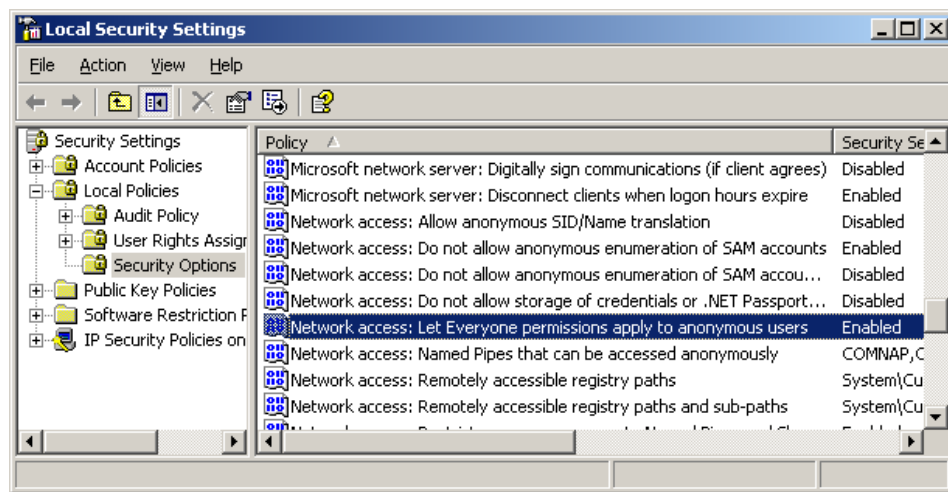 Local Security Settings
File Action View Help
Security Settings
Account Policies
Local Policies
Audit Policy
User Rights Assigr
Security Options
Public Key Policies
Software Restriction P
IP Security Policies on
Policy Security Se
Microsoft network server: Digitally sign communications (if client agrees) Disabled
Microsoft network server: Disconnect clients when logon hours expire Enabled
Network access: Allow anonymous SID/Name translation Disabled
Network access: Do not allow anonymous enumeration of SAM accounts Enabled
Network access: Do not allow anonymous enumeration of SAM accou... Disabled
Network access: Do not allow storage of credentials or .NET Passport... Disabled
Network access: Let Everyone permissions apply to anonymous users Enabled
Network access: Named Pipes that can be accessed anonymously COMNAP,C
Network access: Remotely accessible registry paths System\Cu
Network access: Remotely accessible registry paths and sub-paths System\Cu